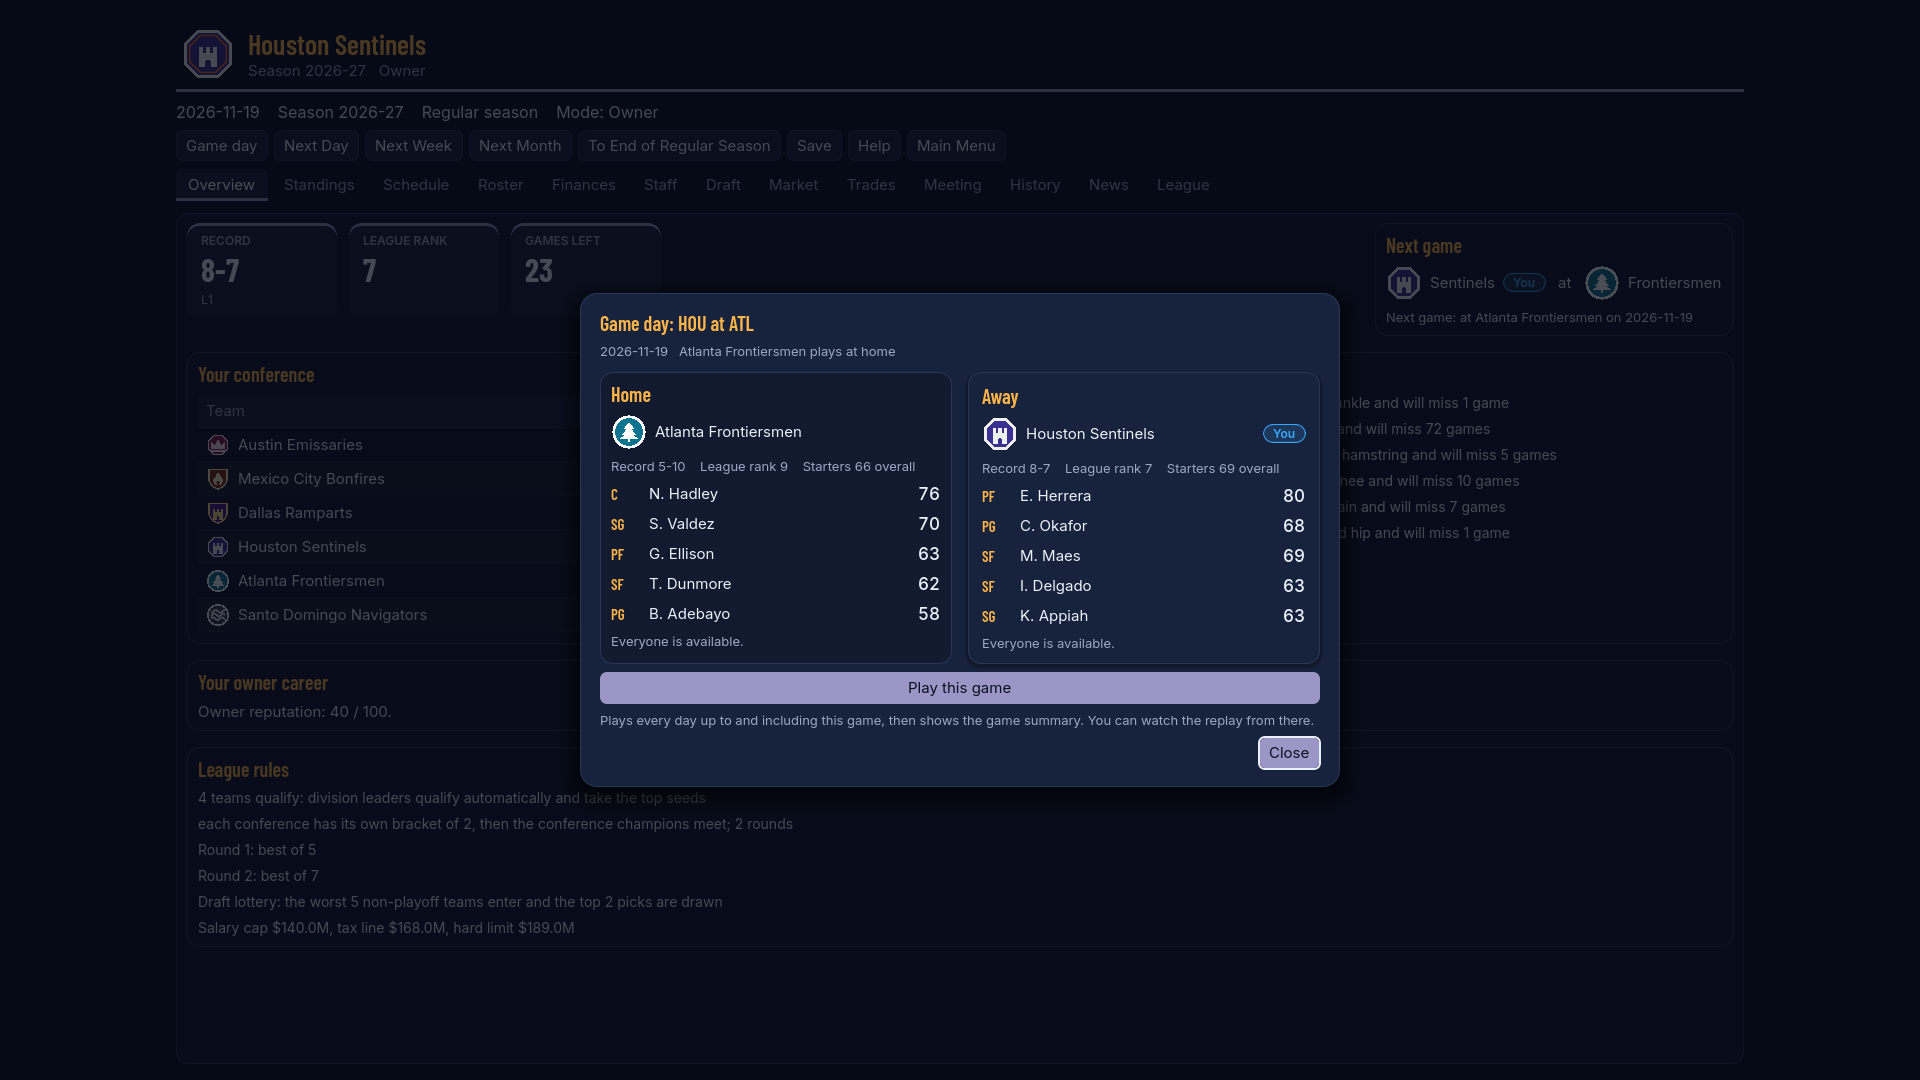 Houston Sentinels
Season 2026-27 Owner
2026-11-19 Season 2026-27 Regular season Mode: Owner
Game day Next Day Next Week Next Month To End of Regular Season Save Help Main Menu
Overview Standings Schedule Roster Finances Staff Draft Market Trades Meeting History News League
RECORD
8-7
L1
LEAGUE RANK
7
GAMES LEFT
23
Next game
Sentinels You at Frontiersmen
Next game: at Atlanta Frontiersmen on 2026-11-19
Your conference
Team
Austin Emissaries
Mexico City Bonfires
Dallas Ramparts
Houston Sentinels
Atlanta Frontiersmen
Santo Domingo Navigators
and will miss 1 game
and will miss 72 games
hamstring and will miss 5 games
and will miss 10 games
and will miss 7 games
hip and will miss 1 game
Game day: HOU at ATL
2026-11-19 Atlanta Frontiersmen plays at home
Home
Atlanta Frontiersmen
Record 5-10 League rank 9 Starters 66 overall
C N. Hadley 76
SG S. Valdez 70
PF G. Ellison 63
SF T. Dunmore 62
PG B. Adebayo 58
Everyone is available.
Away
Houston Sentinels You
Record 8-7 League rank 7 Starters 69 overall
PF E. Herrera 80
PG C. Okafor 68
SF M. Maes 69
SF I. Delgado 63
SG K. Appiah 63
Everyone is available.
Play this game
Plays every day up to and including this game, then shows the game summary. You can watch the replay from there.
Close
Your owner career
Owner reputation: 40 / 100.
League rules
4 teams qualify: division leaders qualify automatically and take the top seeds
each conference has its own bracket of 2, then the conference champions meet; 2 rounds
Round 1: best of 5
Round 2: best of 7
Draft lottery: the worst 5 non-playoff teams enter and the top 2 picks are drawn
Salary cap $140.0M, tax line $168.0M, hard limit $189.0M